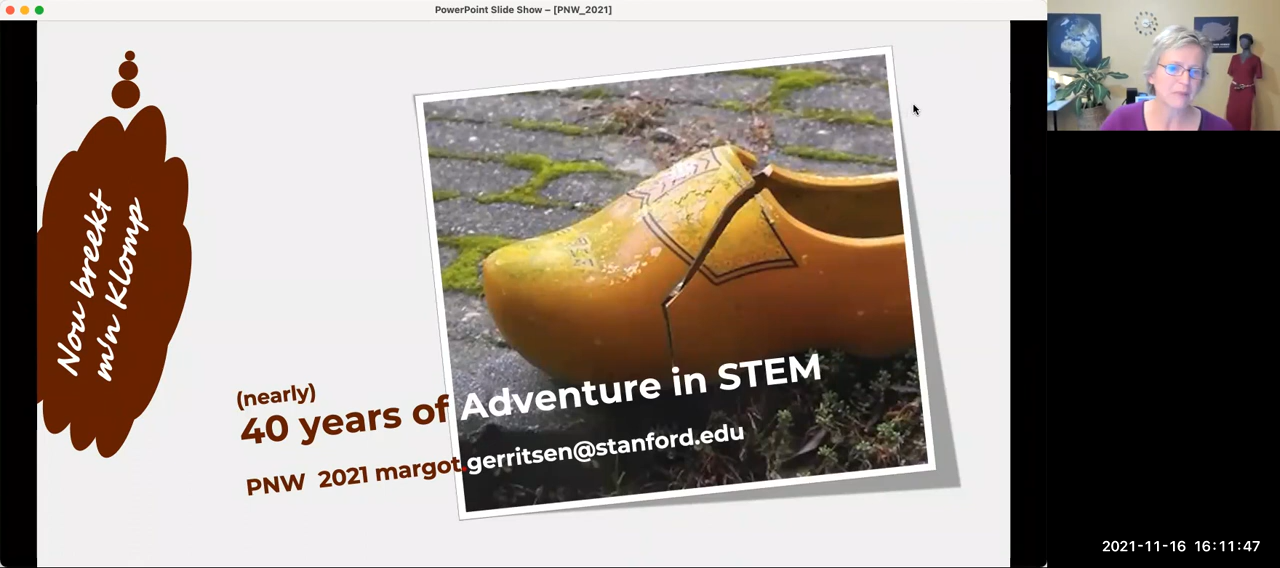 PowerPoint Slide Show – [PNW_2021]
Nou breekt
m'n Klomp
(nearly)
40 years of Adventure in STEM
PNW 2021 margot.gerritsen@stanford.edu
2021-11-16 16:11:47